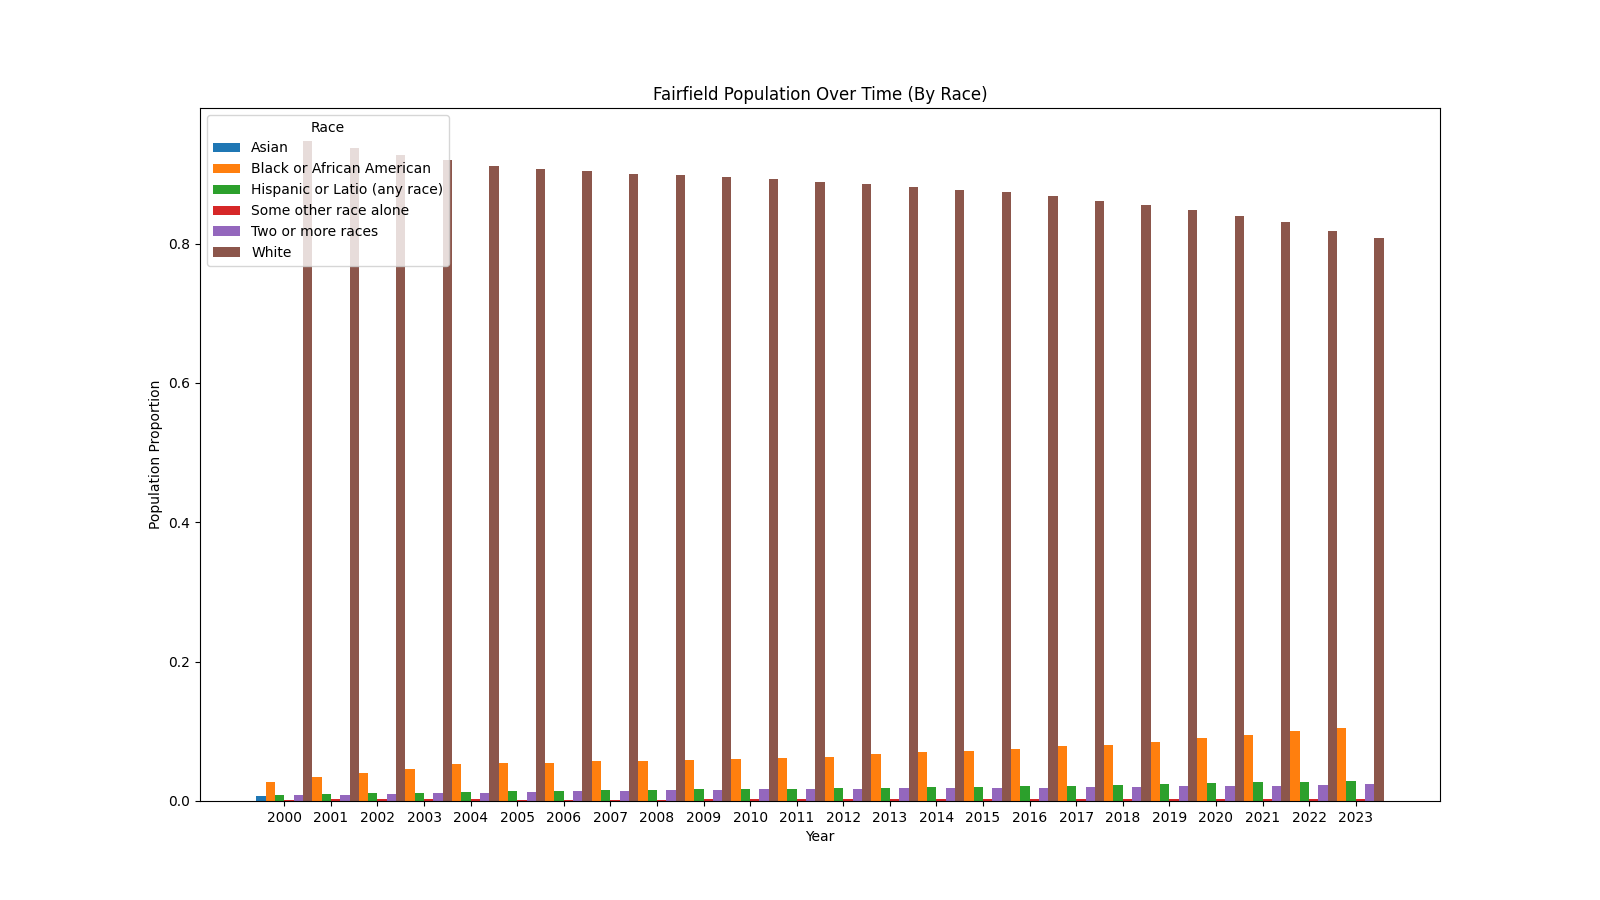 Fairfield Population Over Time (By Race)
Race
Asian
Black or African American
Hispanic or Latio (any race)
Some other race alone
Two or more races
White
0.8
0.6
0.4
0.2
0.0
Population Proportion
2000 2001 2002 2003 2004 2005 2006 2007 2008 2009 2010 2011 2012 2013 2014 2015 2016 2017 2018 2019 2020 2021 2022 2023
Year